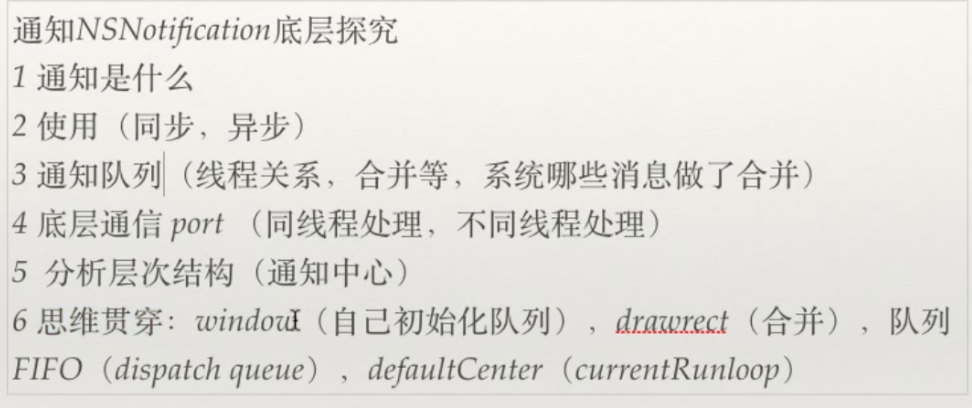 通知NSNotification底层探究
1 通知是什么
2 使用（同步，异步）
3 通知队列（线程关系，合并等，系统哪些消息做了合并）
4 底层通信 port （同线程处理，不同线程处理）
5 分析层次结构（通知中心）
6 思维贯穿：window（自己初始化队列），drawrect（合并），队列
FIFO（dispatch queue），defaultCenter（currentRunloop）